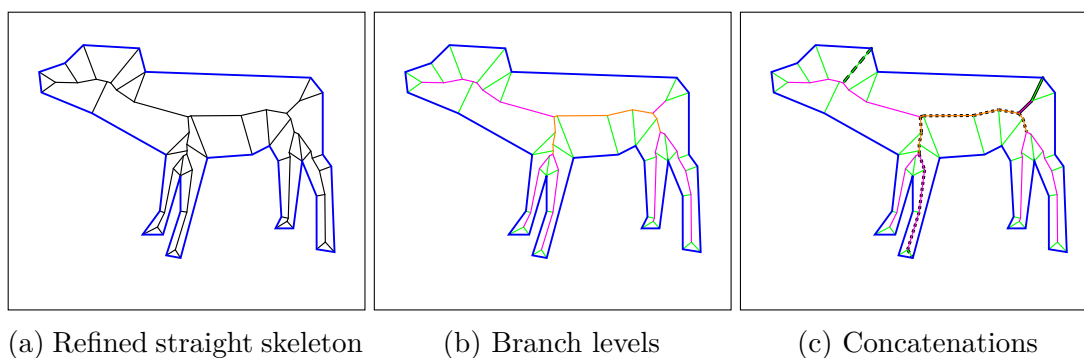 (a) Refined straight skeleton
(b) Branch levels
(c) Concatenations